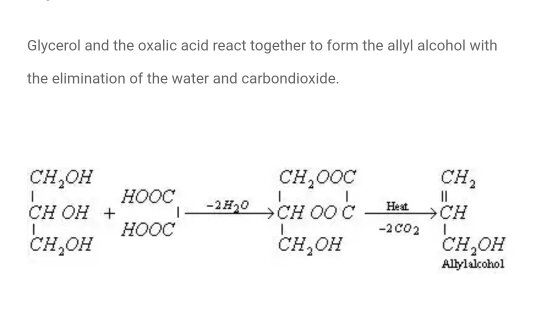 Glycerol and the oxalic acid react together to form the allyl alcohol with
the elimination of the water and carbondioxide.
CH₂OH CH₂OOC CH₂
HOOC -2H₂O Heat
CH OH + CH OO C CH
HOOC -2CO₂
CH₂OH CH₂OH CH₂OH
Allylalcohol